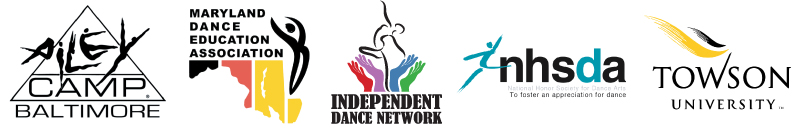 AILEY
CAMP®
BALTIMORE
MARYLAND
DANCE
EDUCATION
ASSOCIATION
INDEPENDENT
DANCE NETWORK
nhsda
National Honor Society for Dance Arts
To foster an appreciation for dance
TOWSON
UNIVERSITY™